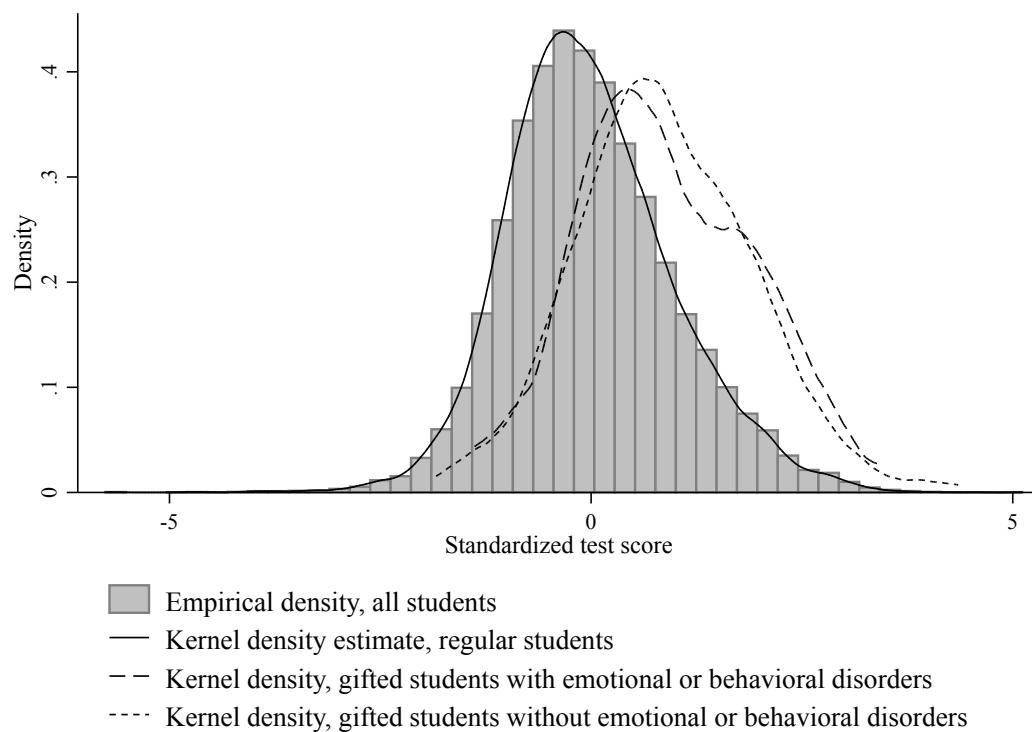 Density
.4
.3
.2
.1
0
-5
0
5
Standardized test score
Empirical density, all students
Kernel density estimate, regular students
Kernel density, gifted students with emotional or behavioral disorders
Kernel density, gifted students without emotional or behavioral disorders